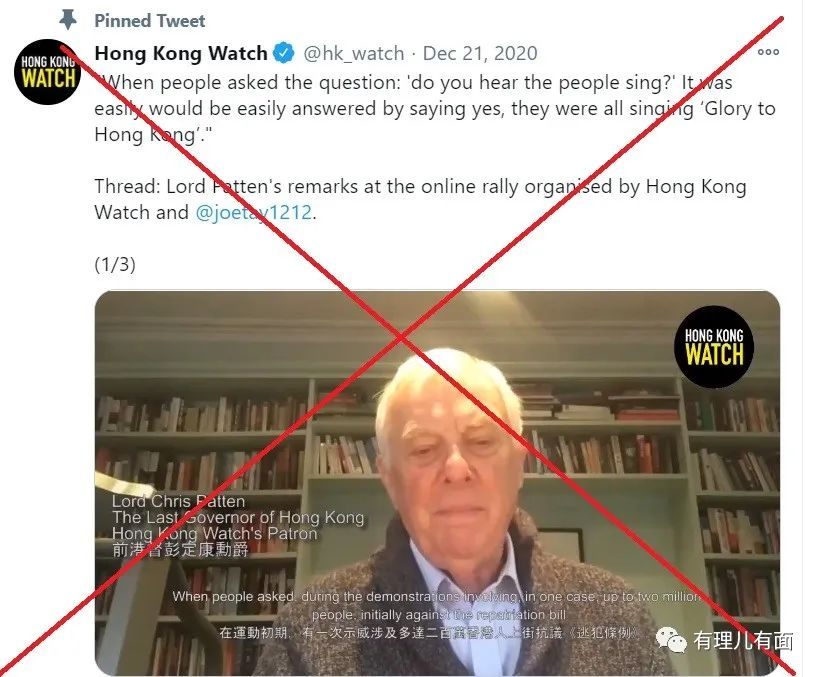 Pinned Tweet
Hong Kong Watch @hk_watch · Dec 21, 2020
HONG KONG
WATCH
"When people asked the question: 'do you hear the people sing?' It was
easily would be easily answered by saying yes, they were all singing ‘Glory to
Hong Kong’."
Thread: Lord Patten's remarks at the online rally organised by Hong Kong
Watch and @joetay1212.
(1/3)
HONG KONG
WATCH
Lord Chris Patten
The Last Governor of Hong Kong
Hong Kong Watch's Patron
前港督彭定康勳爵
When people asked, during the demonstrations involving, in one case, up to two million
people, initially against the repatriation bill
在運動初期，有一次示威涉及多達二百萬香港人上街抗議《逃犯條例》
有理儿有面